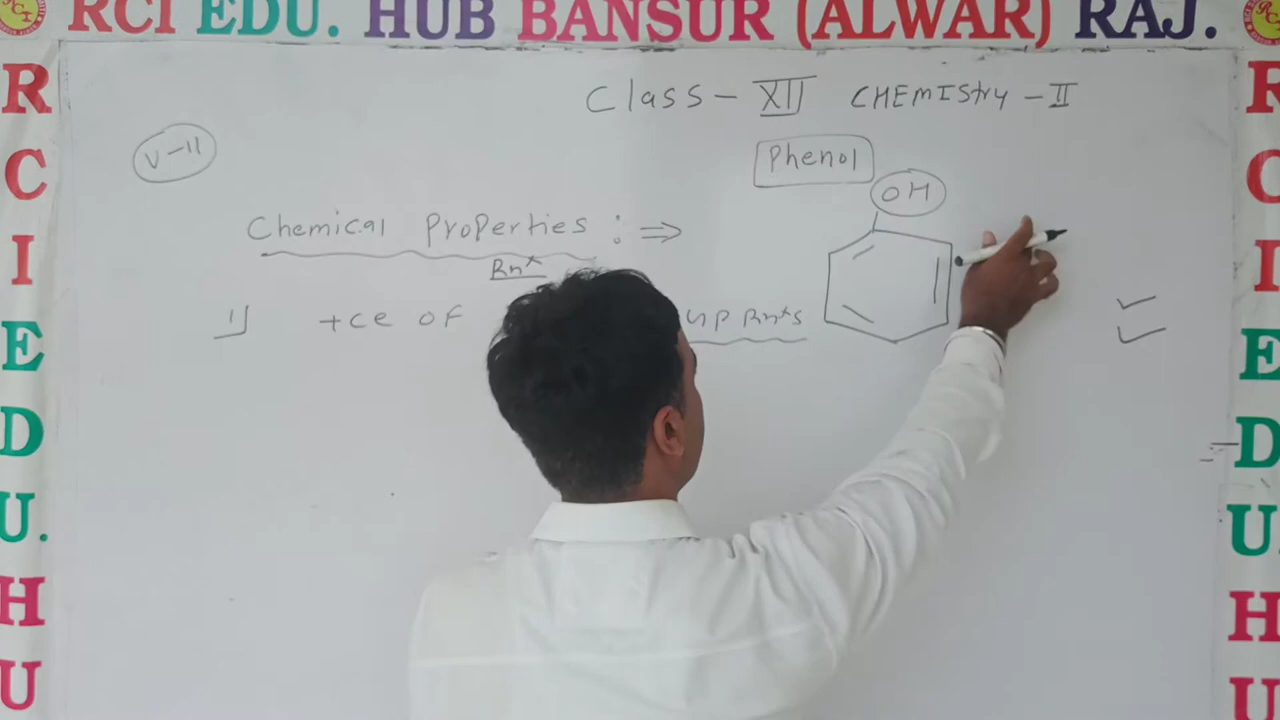 RCI EDU. HUB BANSUR (ALWAR) RAJ.
R C I E D U. H U
R C I E D U. H U
Class - XII CHEMIStry - II
V-11
Phenol
OH
Chemical Properties : ⇒
Rnˣ
1) +ce of up Rnˣs